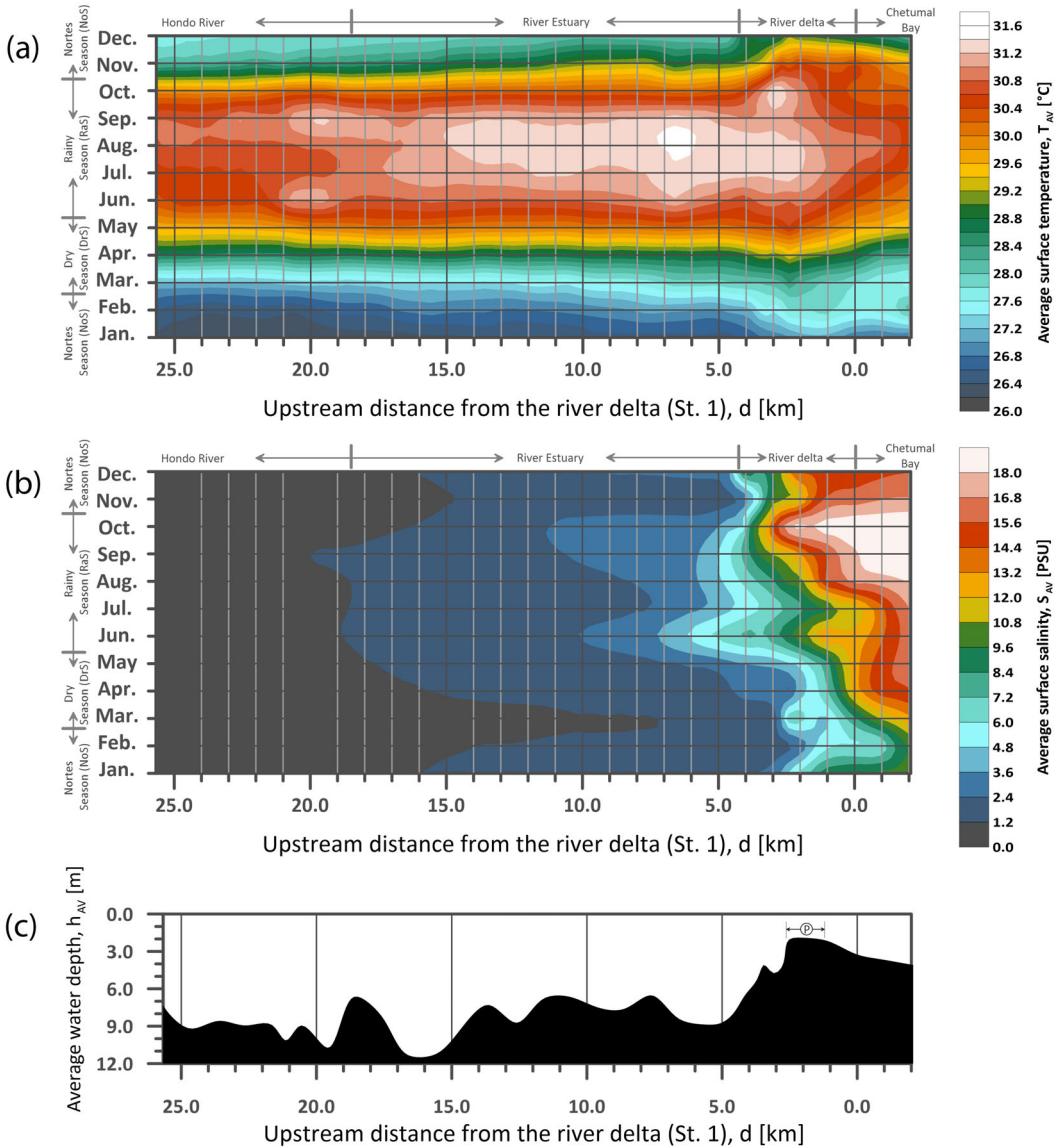 (a)
Hondo River
River Estuary
River delta
Chetumal
Bay
Nortes
Season (NoS)
Rainy
Season (RaS)
Dry
Season (DrS)
Nortes
Season (NoS)
Dec.
Nov.
Oct.
Sep.
Aug.
Jul.
Jun.
May
Apr.
Mar.
Feb.
Jan.
25.0 20.0 15.0 10.0 5.0 0.0
Upstream distance from the river delta (St. 1), d [km]
31.6
31.2
30.8
30.4
30.0
29.6
29.2
28.8
28.4
28.0
27.6
27.2
26.8
26.4
26.0
Average surface temperature, TAV [°C]
(b)
Hondo River
River Estuary
River delta
Chetumal
Bay
Nortes
Season (NoS)
Rainy
Season (RaS)
Dry
Season (DrS)
Nortes
Season (NoS)
Dec.
Nov.
Oct.
Sep.
Aug.
Jul.
Jun.
May
Apr.
Mar.
Feb.
Jan.
25.0 20.0 15.0 10.0 5.0 0.0
Upstream distance from the river delta (St. 1), d [km]
18.0
16.8
15.6
14.4
13.2
12.0
10.8
9.6
8.4
7.2
6.0
4.8
3.6
2.4
1.2
0.0
Average surface salinity, SAV [PSU]
(c)
Average water depth, hAV [m]
0.0
3.0
6.0
9.0
12.0
P
25.0 20.0 15.0 10.0 5.0 0.0
Upstream distance from the river delta (St. 1), d [km]